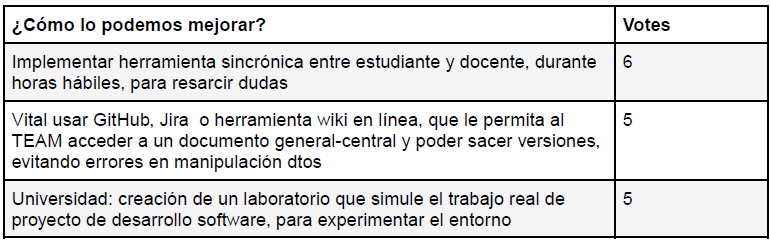 ¿Cómo lo podemos mejorar? Votes
Implementar herramienta sincrónica entre estudiante y docente, durante 6
horas hábiles, para resarcir dudas
Vital usar GitHub, Jira o herramienta wiki en línea, que le permita al 5
TEAM acceder a un documento general-central y poder sacer versiones,
evitando errores en manipulación dtos
Universidad: creación de un laboratorio que simule el trabajo real de 5
proyecto de desarrollo software, para experimentar el entorno